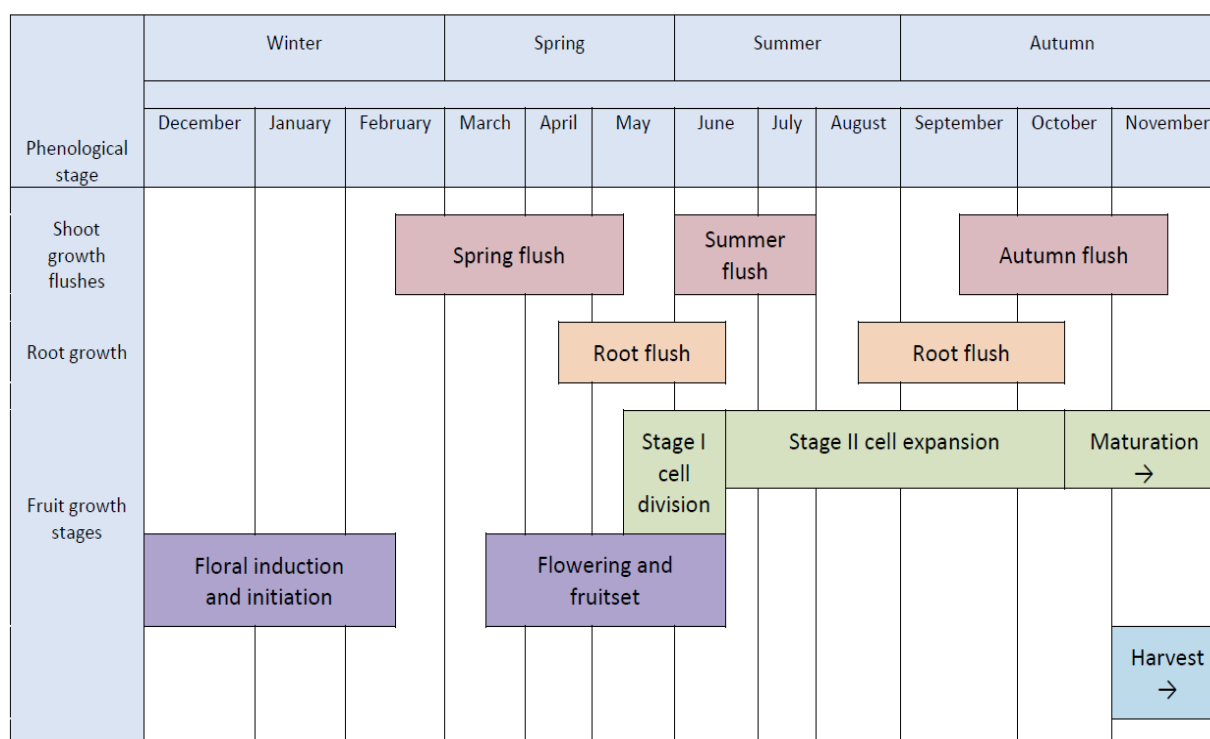 Winter Spring Summer Autumn
Phenological
stage
December January February March April May June July August September October November
Shoot
growth
flushes
Spring flush
Summer
flush
Autumn flush
Root growth
Root flush
Root flush
Fruit growth
stages
Stage I
cell
division
Stage II cell expansion
Maturation
→
Floral induction
and initiation
Flowering and
fruitset
Harvest
→